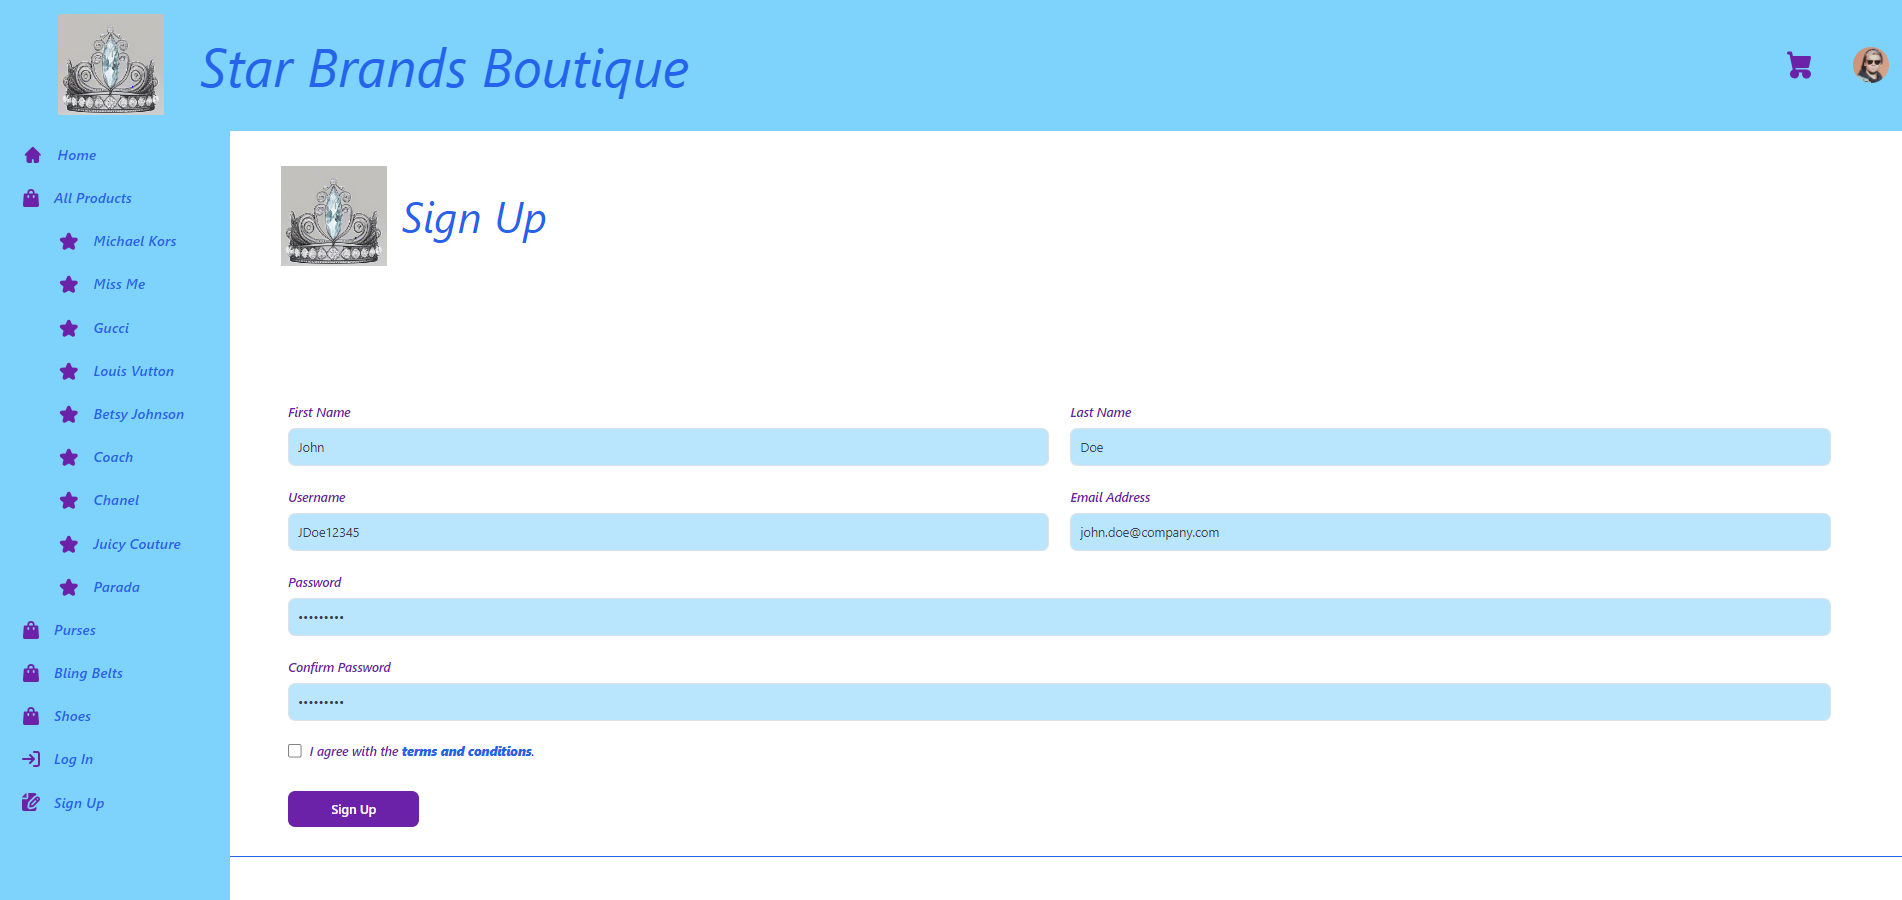 Star Brands Boutique
Home
All Products
Michael Kors
Miss Me
Gucci
Louis Vutton
Betsy Johnson
Coach
Chanel
Juicy Couture
Parada
Purses
Bling Belts
Shoes
Log In
Sign Up
Sign Up
First Name
Last Name
John
Doe
Username
Email Address
JDoe12345
john.doe@company.com
Password
•••••••••
Confirm Password
•••••••••
I agree with the terms and conditions.
Sign Up